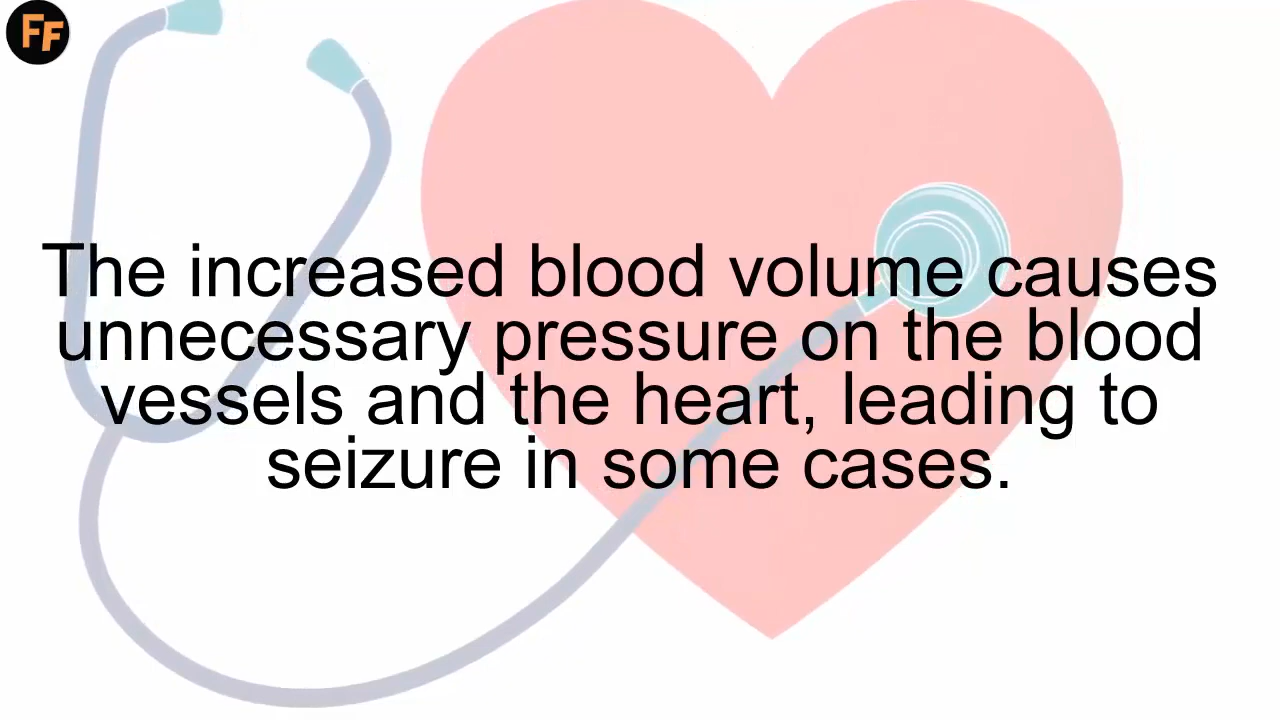 FF
The increased blood volume causes
unnecessary pressure on the blood
vessels and the heart, leading to
seizure in some cases.